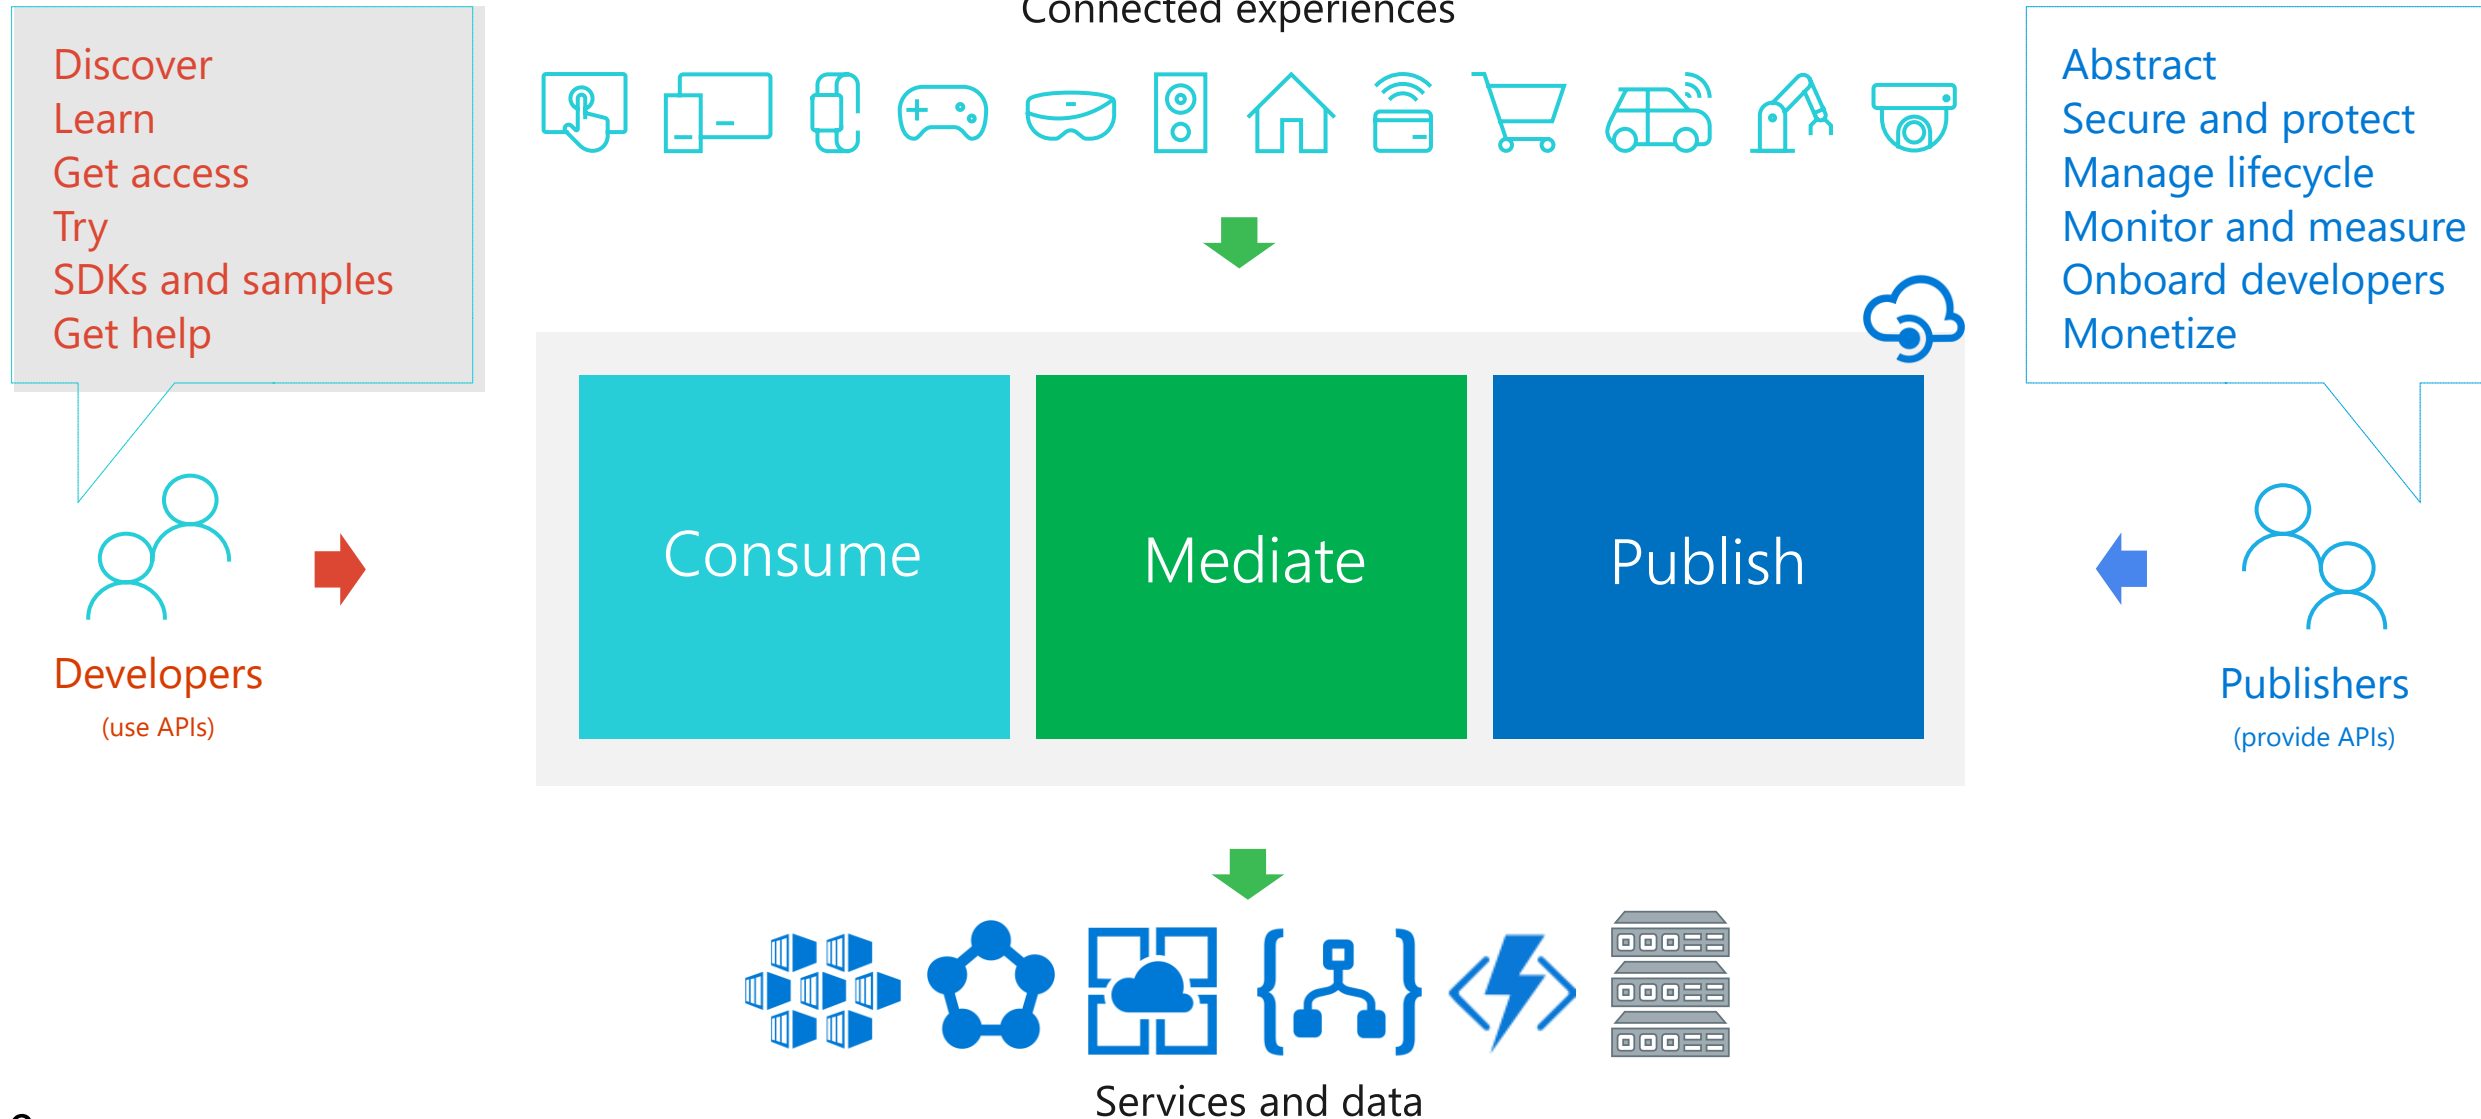 Connected experiences
Discover
Learn
Get access
Try
SDKs and samples
Get help
Abstract
Secure and protect
Manage lifecycle
Monitor and measure
Onboard developers
Monetize
Consume
Mediate
Publish
Developers
(use APIs)
Publishers
(provide APIs)
Services and data